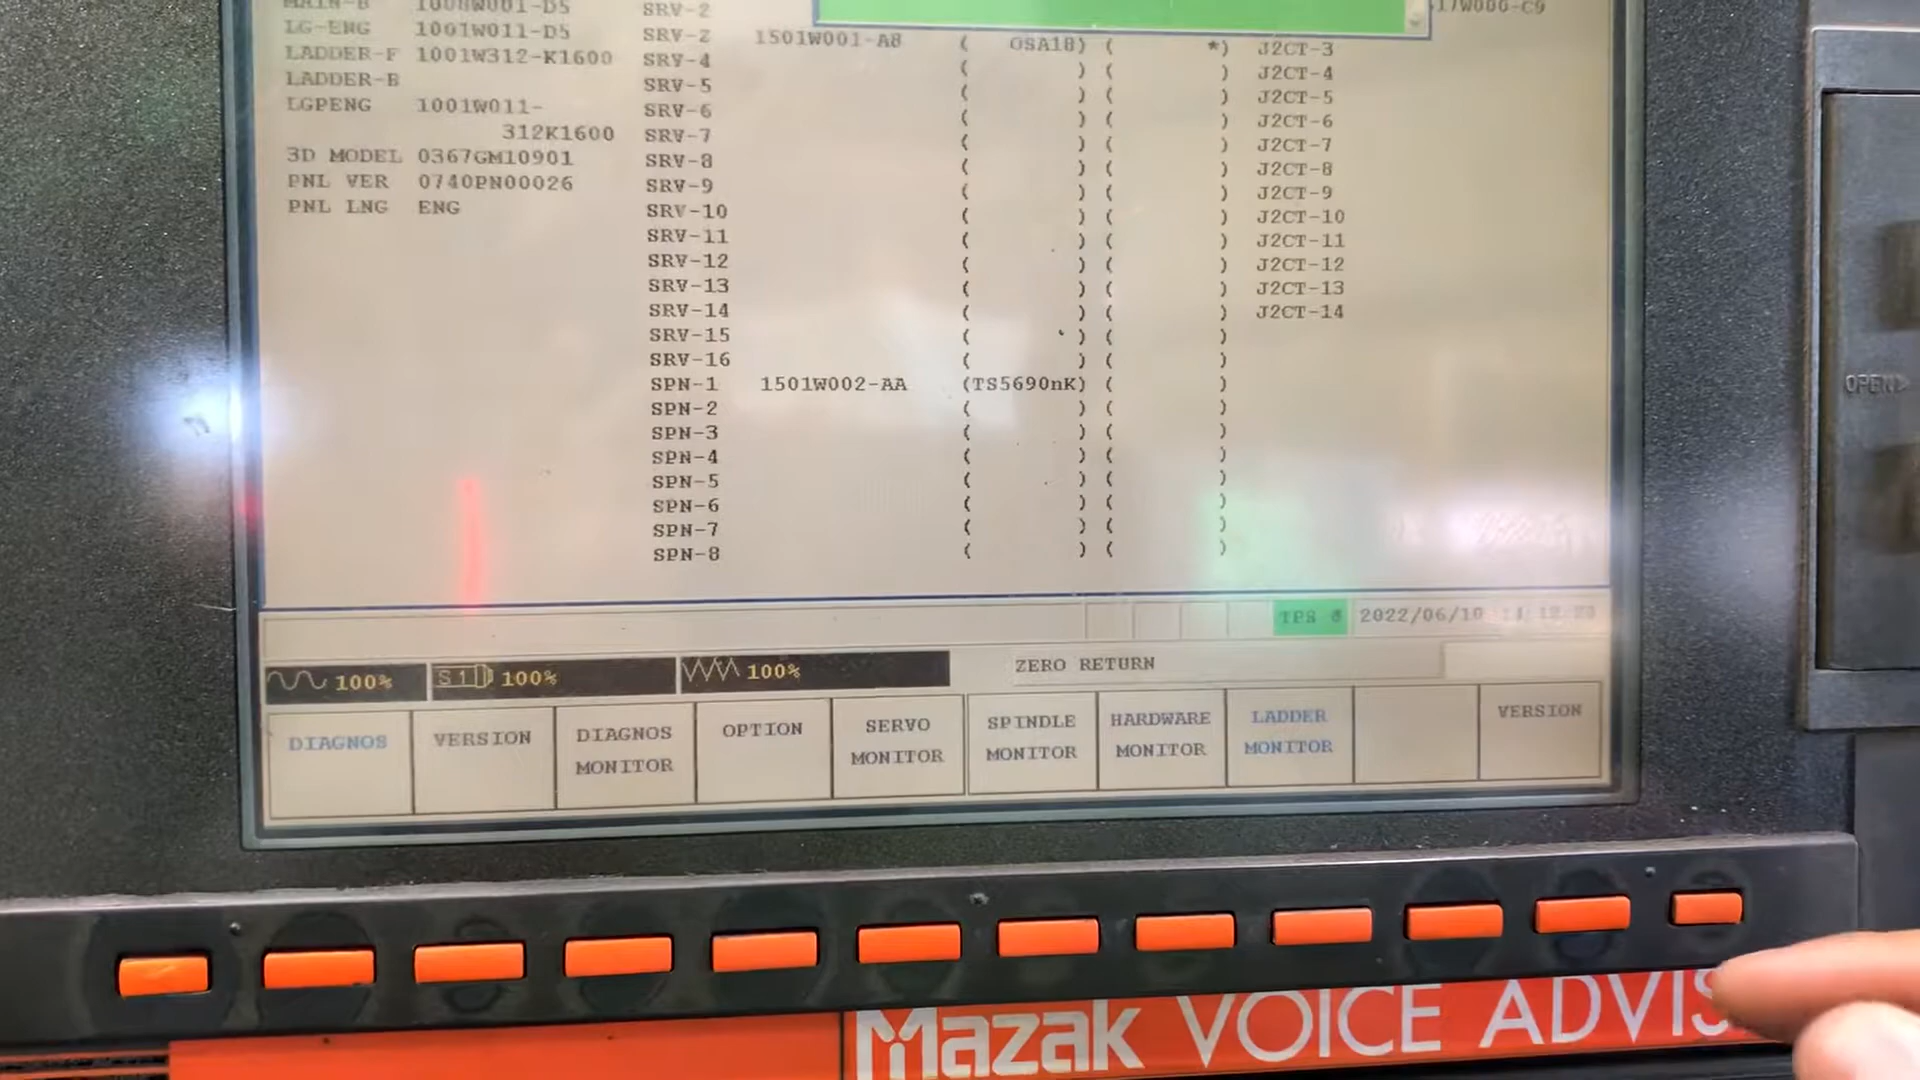 MAIN-B 1008W001-D5 SRV-2
LG-ENG 1001W011-D5 SRV-Z 1501W001-A8 ( OSA18) ( *) J2CT-3
LADDER-F 1001W312-K1600 SRV-4 ( ) ( ) J2CT-4
LADDER-B SRV-5 ( ) ( ) J2CT-5
LGPENG 1001W011- SRV-6 ( ) ( ) J2CT-6
312K1600 SRV-7 ( ) ( ) J2CT-7
3D MODEL 0367GM10901 SRV-8 ( ) ( ) J2CT-8
PNL VER 0740PN00026 SRV-9 ( ) ( ) J2CT-9
PNL LNG ENG SRV-10 ( ) ( ) J2CT-10
SRV-11 ( ) ( ) J2CT-11
SRV-12 ( ) ( ) J2CT-12
SRV-13 ( ) ( ) J2CT-13
SRV-14 ( ) ( ) J2CT-14
SRV-15 ( ) ( )
SRV-16 ( ) ( )
SPN-1 1501W002-AA (TS5690nK) ( )
SPN-2 ( ) ( )
SPN-3 ( ) ( )
SPN-4 ( ) ( )
SPN-5 ( ) ( )
SPN-6 ( ) ( )
SPN-7 ( ) ( )
SPN-8 ( ) ( )
TPS 2022/06/10
100% S1 100% 100% ZERO RETURN
DIAGNOS
VERSION
DIAGNOS
MONITOR
OPTION
SERVO
MONITOR
SPINDLE
MONITOR
HARDWARE
MONITOR
LADDER
MONITOR
VERSION
OPEN
Mazak VOICE ADVIS